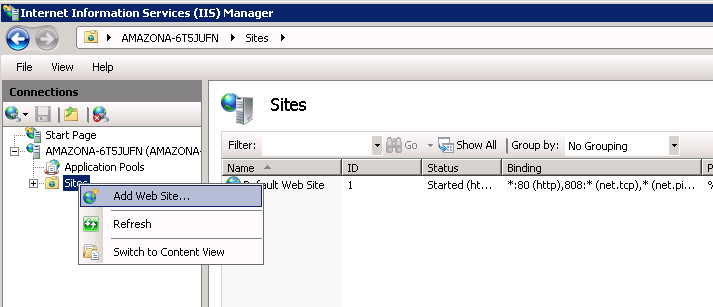 Internet Information Services (IIS) Manager
AMAZONA-6T5JUFN Sites
File View Help
Connections
Start Page
AMAZONA-6T5JUFN (AMAZONA-
Application Pools
Sites
Add Web Site...
Refresh
Switch to Content View
Sites
Filter: Go Show All Group by: No Grouping
Name ID Status Binding P
Default Web Site 1 Started (ht... *:80 (http),808:* (net.tcp),* (net.pi... %